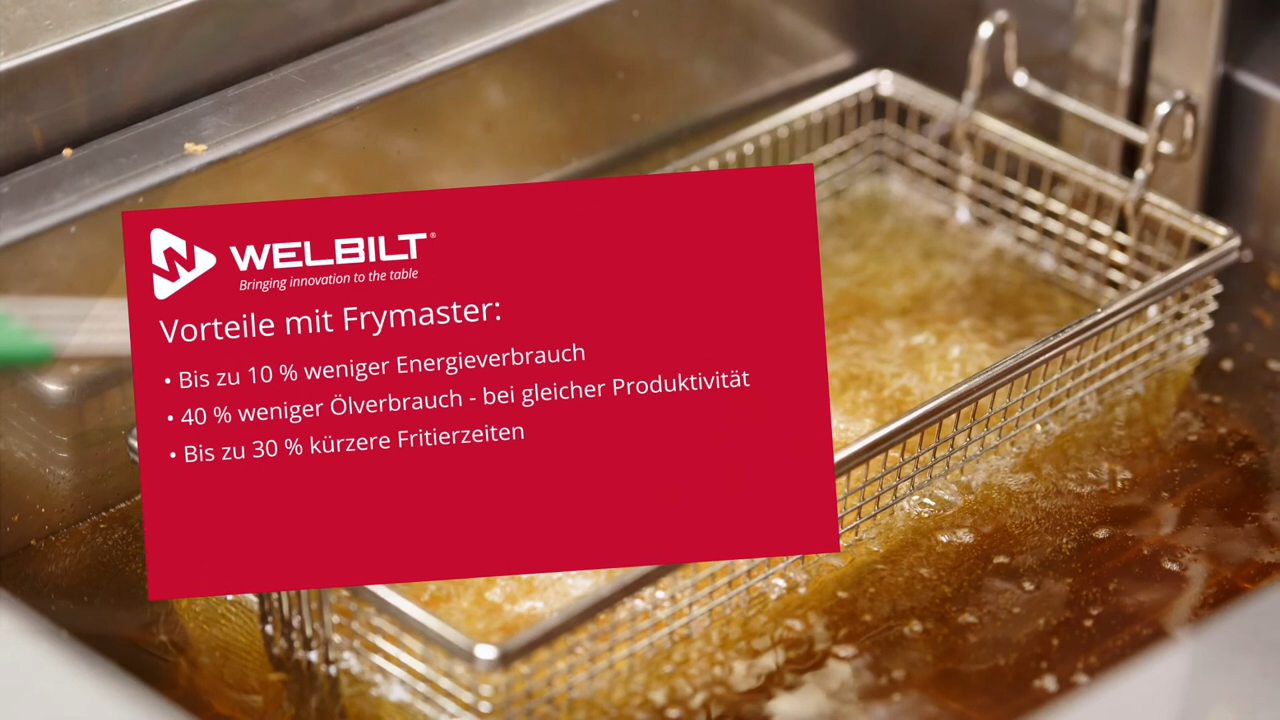 WELBILT®
Bringing innovation to the table
Vorteile mit Frymaster:
• Bis zu 10 % weniger Energieverbrauch
• 40 % weniger Ölverbrauch - bei gleicher Produktivität
• Bis zu 30 % kürzere Fritierzeiten